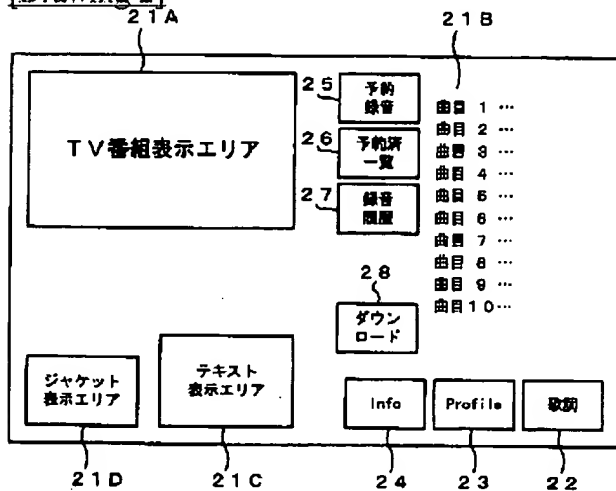 21A
21B
TV番組表示エリア
25
予約
録音
26
予約済
一覧
27
録音
履歴
曲目 1 …
曲目 2 …
曲目 3 …
曲目 4 …
曲目 5 …
曲目 6 …
曲目 7 …
曲目 8 …
曲目 9 …
曲目10…
28
ダウン
ロード
ジャケット
表示エリア
テキスト
表示エリア
Info
Profile
歌詞
21D
21C
24
23
22